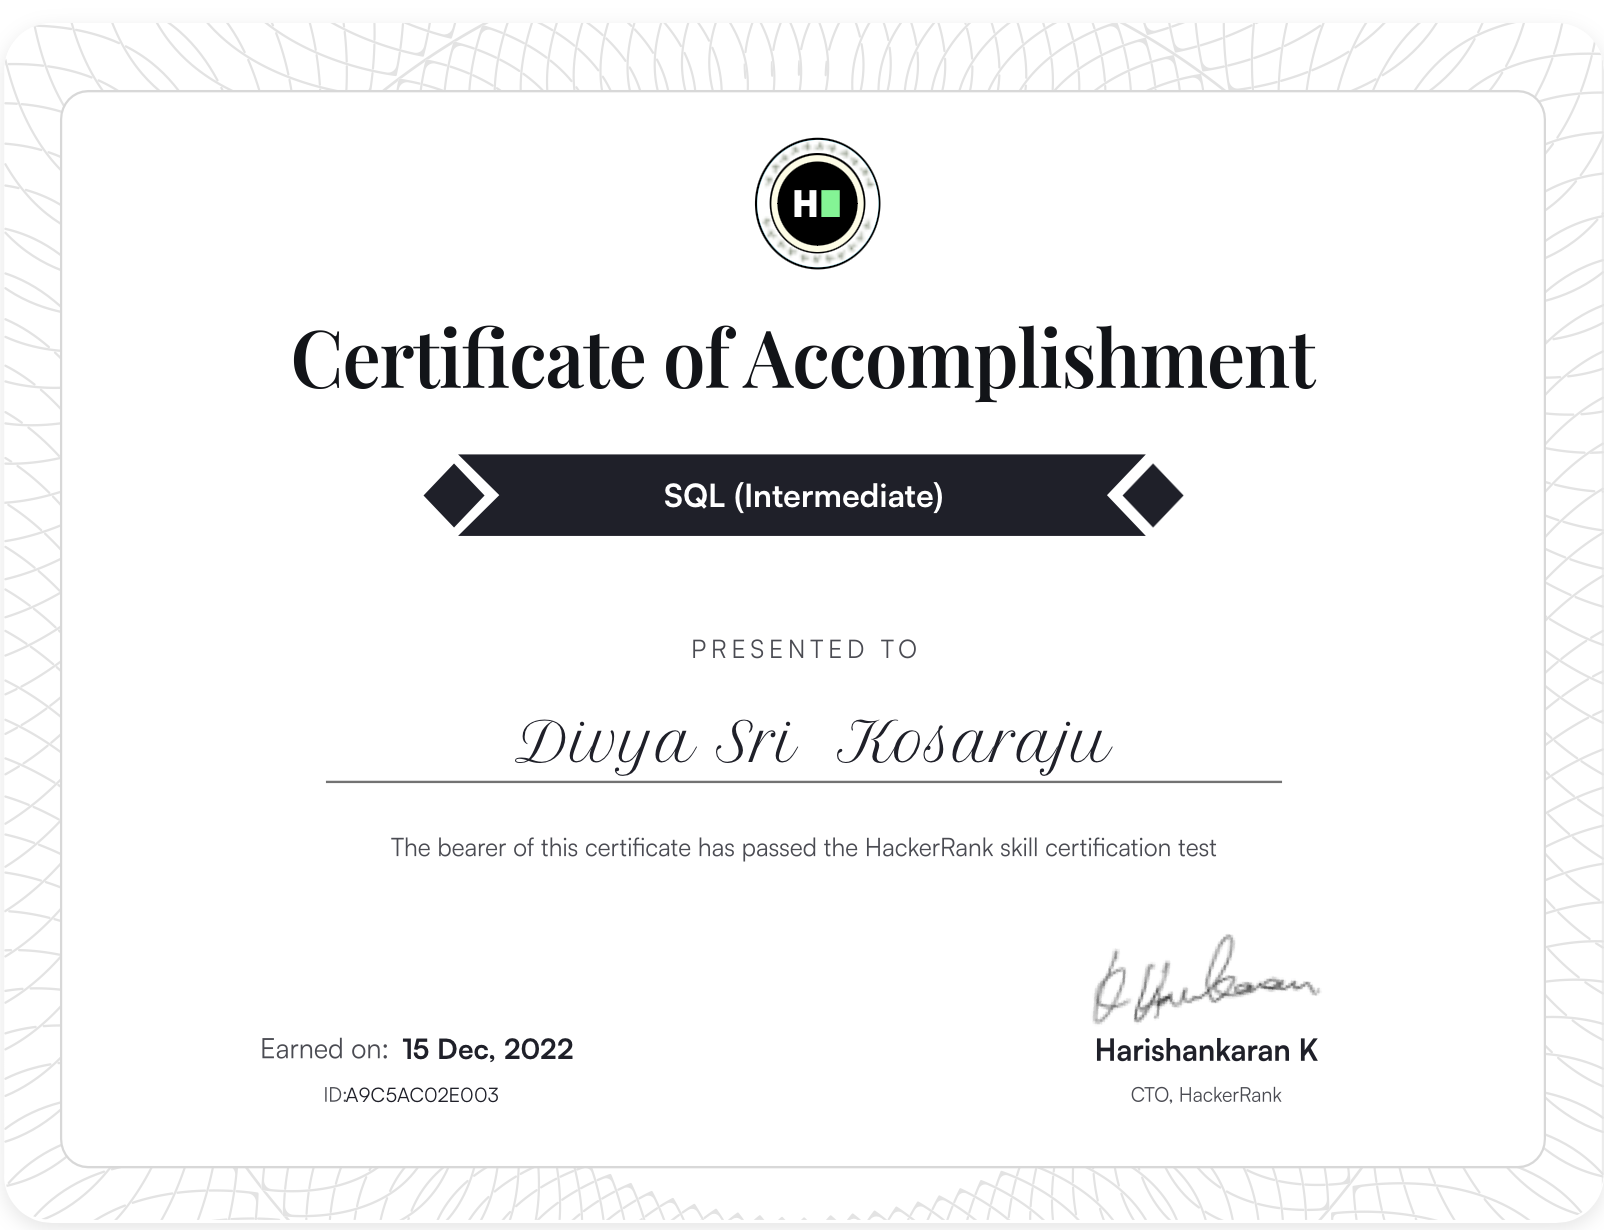 H
Certificate of Accomplishment
SQL (Intermediate)
PRESENTED TO
Divya Sri Kosaraju
The bearer of this certificate has passed the HackerRank skill certification test
Earned on: 15 Dec, 2022
ID:A9C5AC02E003
Harishankaran K
CTO, HackerRank